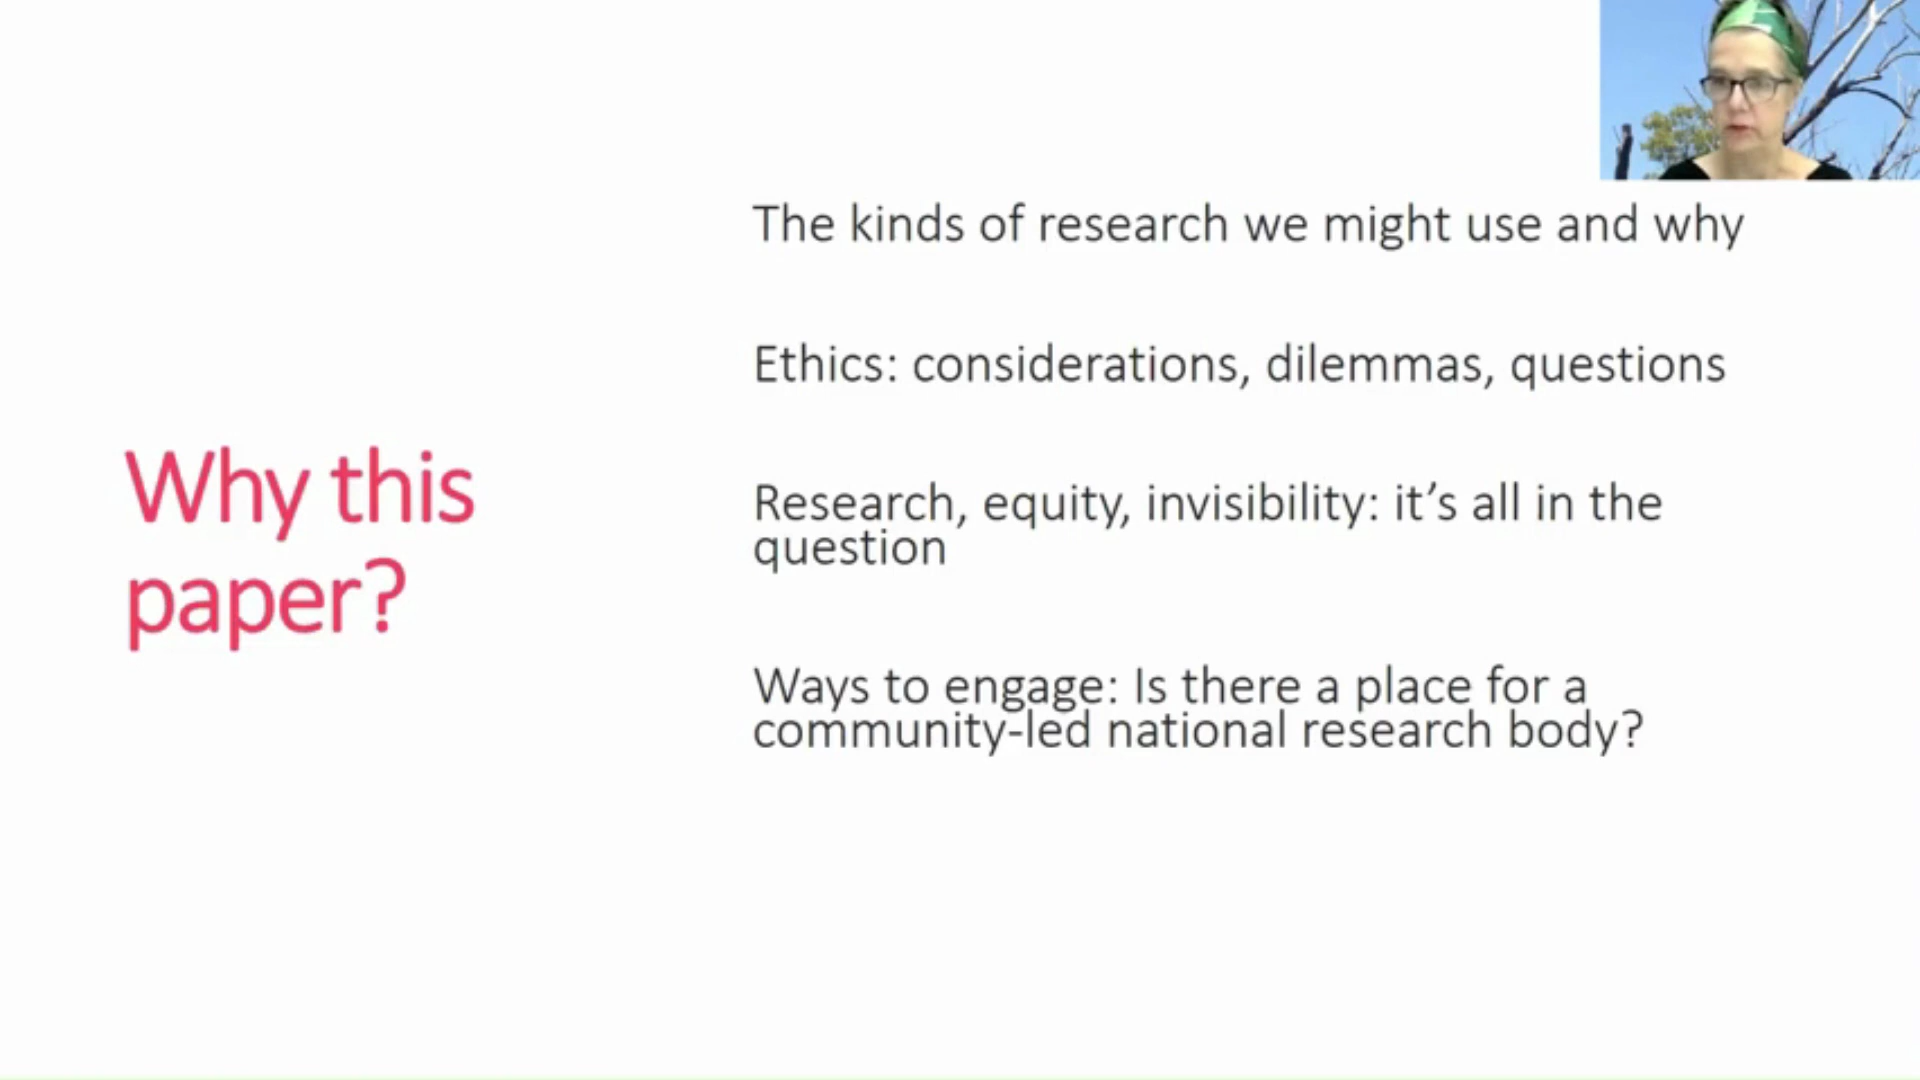 Why this
paper?
The kinds of research we might use and why
Ethics: considerations, dilemmas, questions
Research, equity, invisibility: it’s all in the
question
Ways to engage: Is there a place for a
community-led national research body?